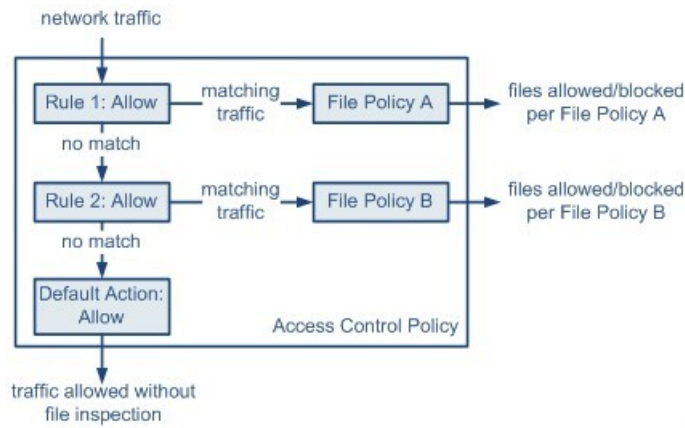 network traffic
Rule 1: Allow
matching
traffic
File Policy A
files allowed/blocked
per File Policy A
no match
Rule 2: Allow
matching
traffic
File Policy B
files allowed/blocked
per File Policy B
no match
Default Action:
Allow
Access Control Policy
traffic allowed without
file inspection